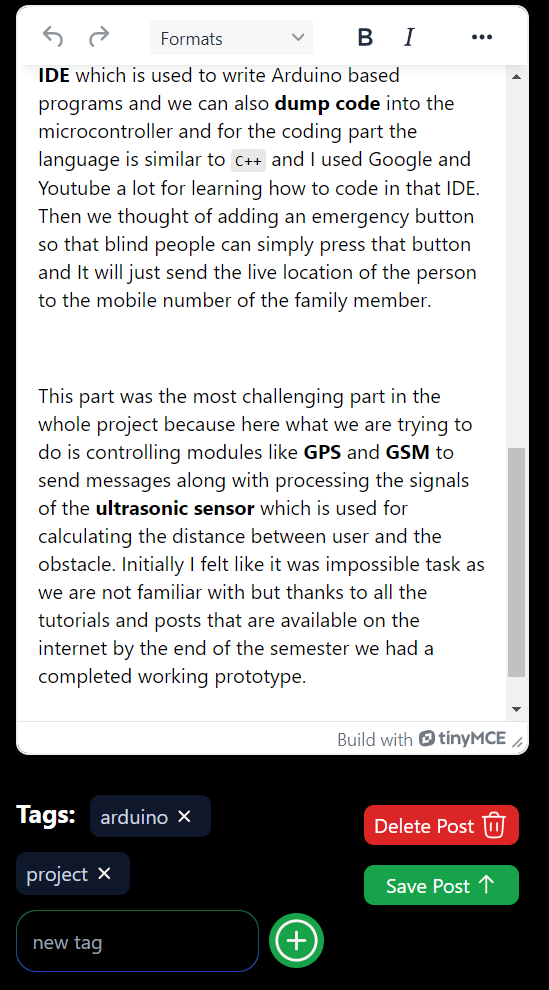 Formats
B
I
IDE which is used to write Arduino based
programs and we can also dump code into the
microcontroller and for the coding part the
language is similar to C++ and I used Google and
Youtube a lot for learning how to code in that IDE.
Then we thought of adding an emergency button
so that blind people can simply press that button
and It will just send the live location of the person
to the mobile number of the family member.
This part was the most challenging part in the
whole project because here what we are trying to
do is controlling modules like GPS and GSM to
send messages along with processing the signals
of the ultrasonic sensor which is used for
calculating the distance between user and the
obstacle. Initially I felt like it was impossible task as
we are not familiar with but thanks to all the
tutorials and posts that are available on the
internet by the end of the semester we had a
completed working prototype.
Build with tinyMCE
Tags:
arduino
project
new tag
Delete Post
Save Post